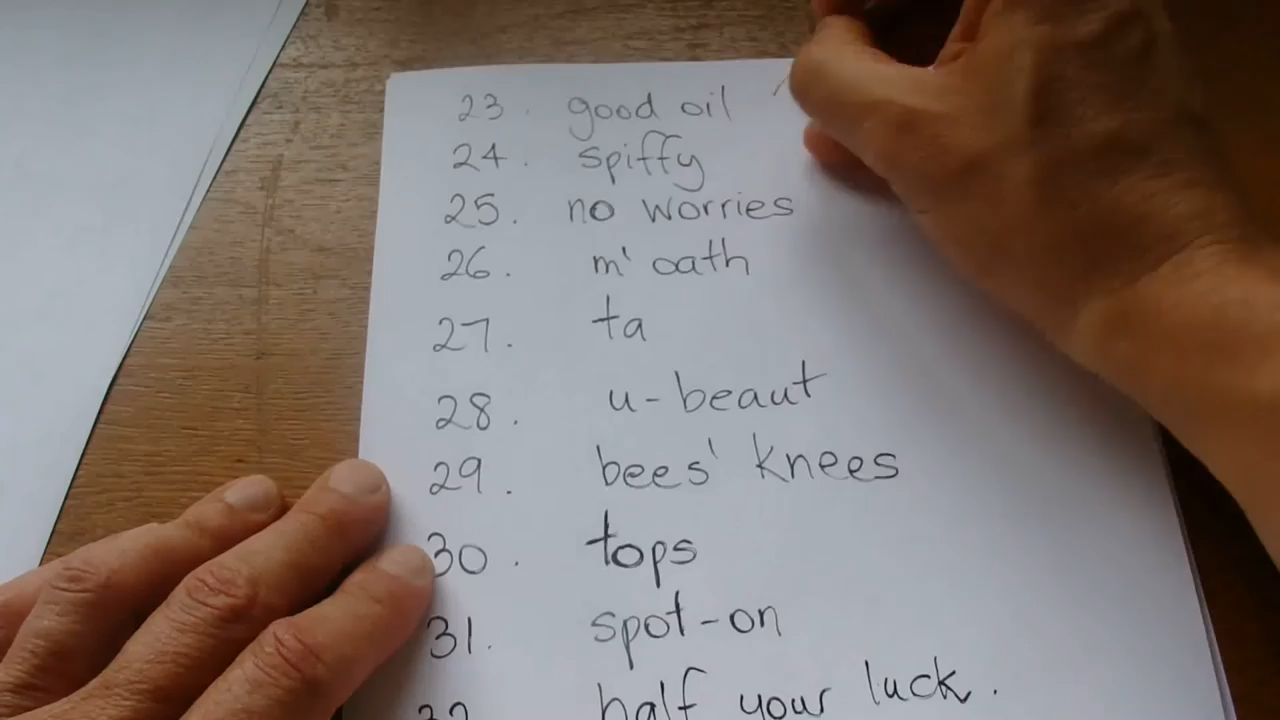 23. good oil
24. spiffy
25. no worries
26. m' oath
27. ta
28. u-beaut
29. bees' knees
30. tops
31. spot-on
32 half your luck.